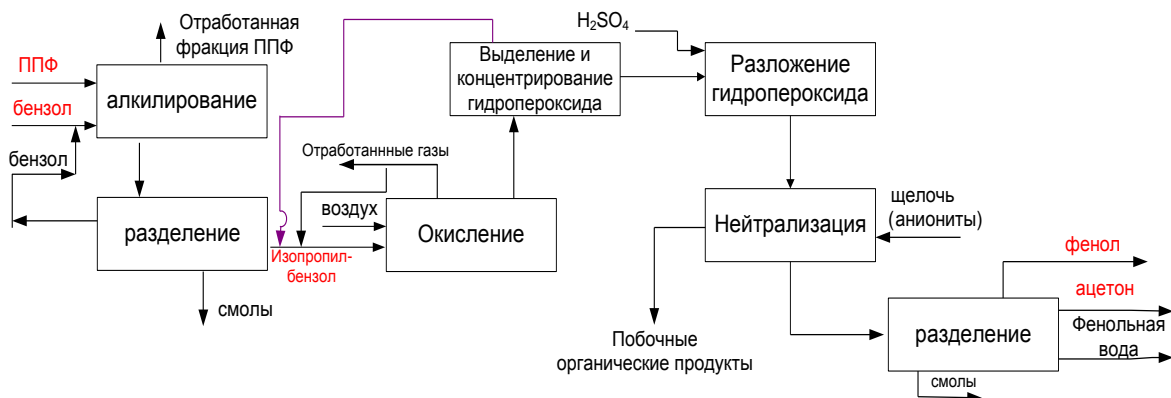 Отработанная
фракция ППФ
ППФ
бензол
алкилирование
бензол
разделение
смолы
Изопропил-
бензол
воздух
Отработаннные газы
Окисление
Выделение и
концентрирование
гидропероксида
H₂SO₄
Разложение
гидропероксида
Нейтрализация
щелочь
(аниониты)
Побочные
органические продукты
разделение
фенол
ацетон
Фенольная
вода
смолы